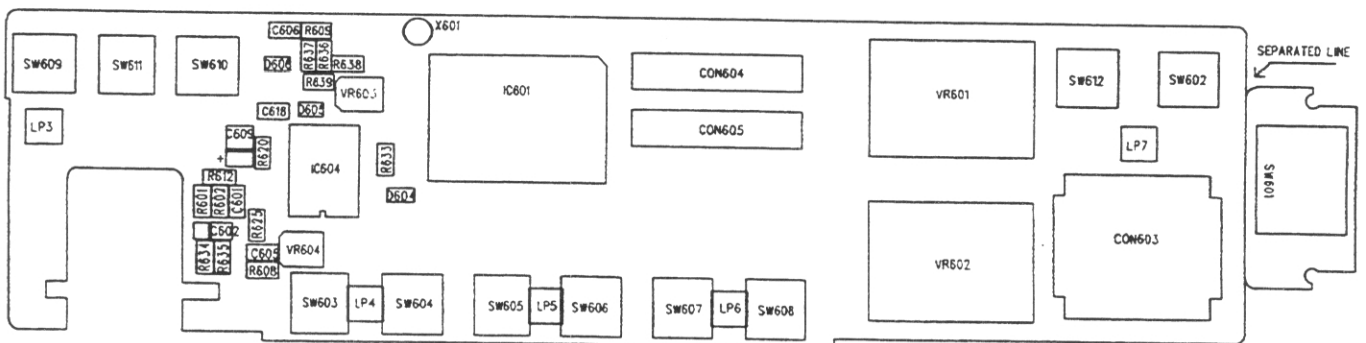 C606 R609
X601
SW609 SW611 SW610
D606 R637 R636 R638
R639
VR603
CON604
IC601
VR601
SW612 SW602
SEPARATED LINE
LP3
C618 D605
CON605
C609
+
R620
IC604
R633
LP7
SW601
R612
D604
R601 R602 C601
C602
R625
R634 R635
C605
R608
VR604
VR602
CON603
SW603 LP4 SW604 SW605 LP5 SW606 SW607 LP6 SW608